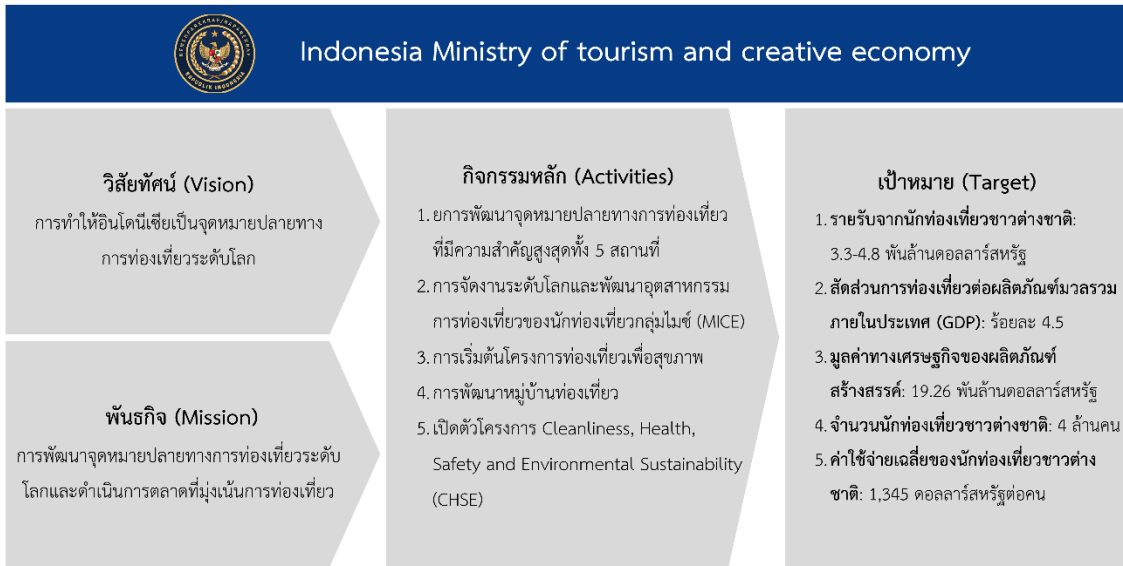 Indonesia Ministry of tourism and creative economy
REPUBLIK INDONESIA
วิสัยทัศน์ (Vision)
การทำให้อินโดนีเซียเป็นจุดหมายปลายทาง
การท่องเที่ยวระดับโลก
พันธกิจ (Mission)
การพัฒนาจุดหมายปลายทางการท่องเที่ยวระดับ
โลกและดำเนินการตลาดที่มุ่งเน้นการท่องเที่ยว
กิจกรรมหลัก (Activities)
1. ยการพัฒนาจุดหมายปลายทางการท่องเที่ยว
ที่มีความสำคัญสูงสุดทั้ง 5 สถานที่
2. การจัดงานระดับโลกและพัฒนาอุตสาหกรรม
การท่องเที่ยวของนักท่องเที่ยวกลุ่มไมซ์ (MICE)
3. การเริ่มต้นโครงการท่องเที่ยวเพื่อสุขภาพ
4. การพัฒนาหมู่บ้านท่องเที่ยว
5. เปิดตัวโครงการ Cleanliness, Health,
Safety and Environmental Sustainability
(CHSE)
เป้าหมาย (Target)
1. รายรับจากนักท่องเที่ยวชาวต่างชาติ:
3.3-4.8 พันล้านดอลลาร์สหรัฐ
2. สัดส่วนการท่องเที่ยวต่อผลิตภัณฑ์มวลรวม
ภายในประเทศ (GDP): ร้อยละ 4.5
3. มูลค่าทางเศรษฐกิจของผลิตภัณฑ์
สร้างสรรค์: 19.26 พันล้านดอลลาร์สหรัฐ
4. จำนวนนักท่องเที่ยวชาวต่างชาติ: 4 ล้านคน
5. ค่าใช้จ่ายเฉลี่ยของนักท่องเที่ยวชาวต่าง
ชาติ: 1,345 ดอลลาร์สหรัฐต่อคน